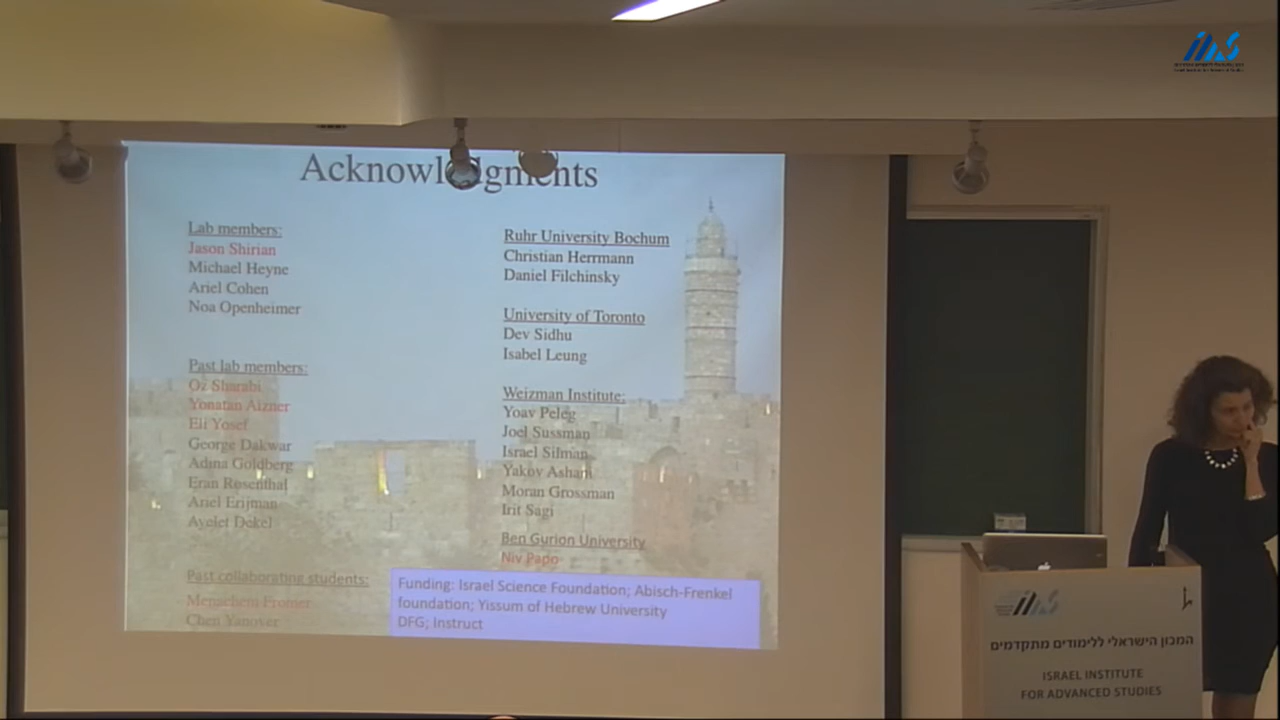 Acknowledgments
Lab members:
Jason Shirian
Michael Heyne
Ariel Cohen
Noa Openheimer
Past lab members:
Oz Sharabi
Yonatan Aizner
Eli Yosef
George Dakwar
Adina Goldberg
Eran Rosenthal
Ariel Erijman
Ayelet Dekel
Past collaborating students:
Menachem Fromer
Chen Yanover
Ruhr University Bochum
Christian Herrmann
Daniel Filchinsky
University of Toronto
Dev Sidhu
Isabel Leung
Weizman Institute:
Yoav Peleg
Joel Sussman
Israel Silman
Yakov Ashani
Moran Grossman
Irit Sagi
Ben Gurion University
Niv Papo
Funding: Israel Science Foundation; Abisch-Frenkel
foundation; Yissum of Hebrew University
DFG; Instruct
המכון הישראלי ללימודים מתקדמים
ISRAEL INSTITUTE
FOR ADVANCED STUDIES